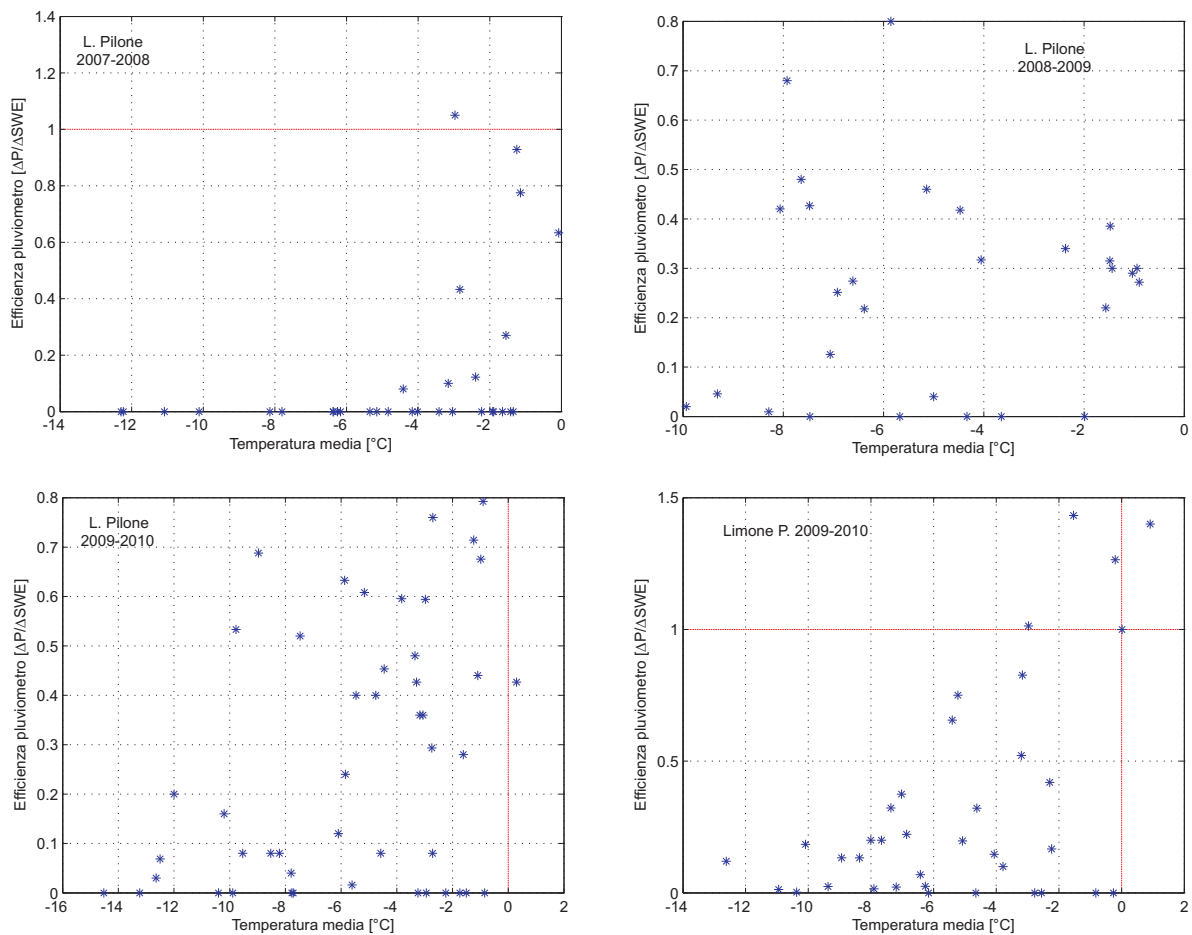 L. Pilone
2007-2008
Efficienza pluviometro [ΔP/ΔSWE]
1.4
1.2
1
0.8
0.6
0.4
0.2
0
-14 -12 -10 -8 -6 -4 -2 0
Temperatura media [°C]
L. Pilone
2008-2009
Efficienza pluviometro [ΔP/ΔSWE]
0.8
0.7
0.6
0.5
0.4
0.3
0.2
0.1
0
-10 -8 -6 -4 -2 0
Temperatura media [°C]
L. Pilone
2009-2010
Efficienza pluviometro [ΔP/ΔSWE]
0.8
0.7
0.6
0.5
0.4
0.3
0.2
0.1
0
-16 -14 -12 -10 -8 -6 -4 -2 0 2
Temperatura media [°C]
Limone P. 2009-2010
Efficienza pluviometro [ΔP/ΔSWE]
1.5
1
0.5
0
-14 -12 -10 -8 -6 -4 -2 0 2
Temperatura media [°C]